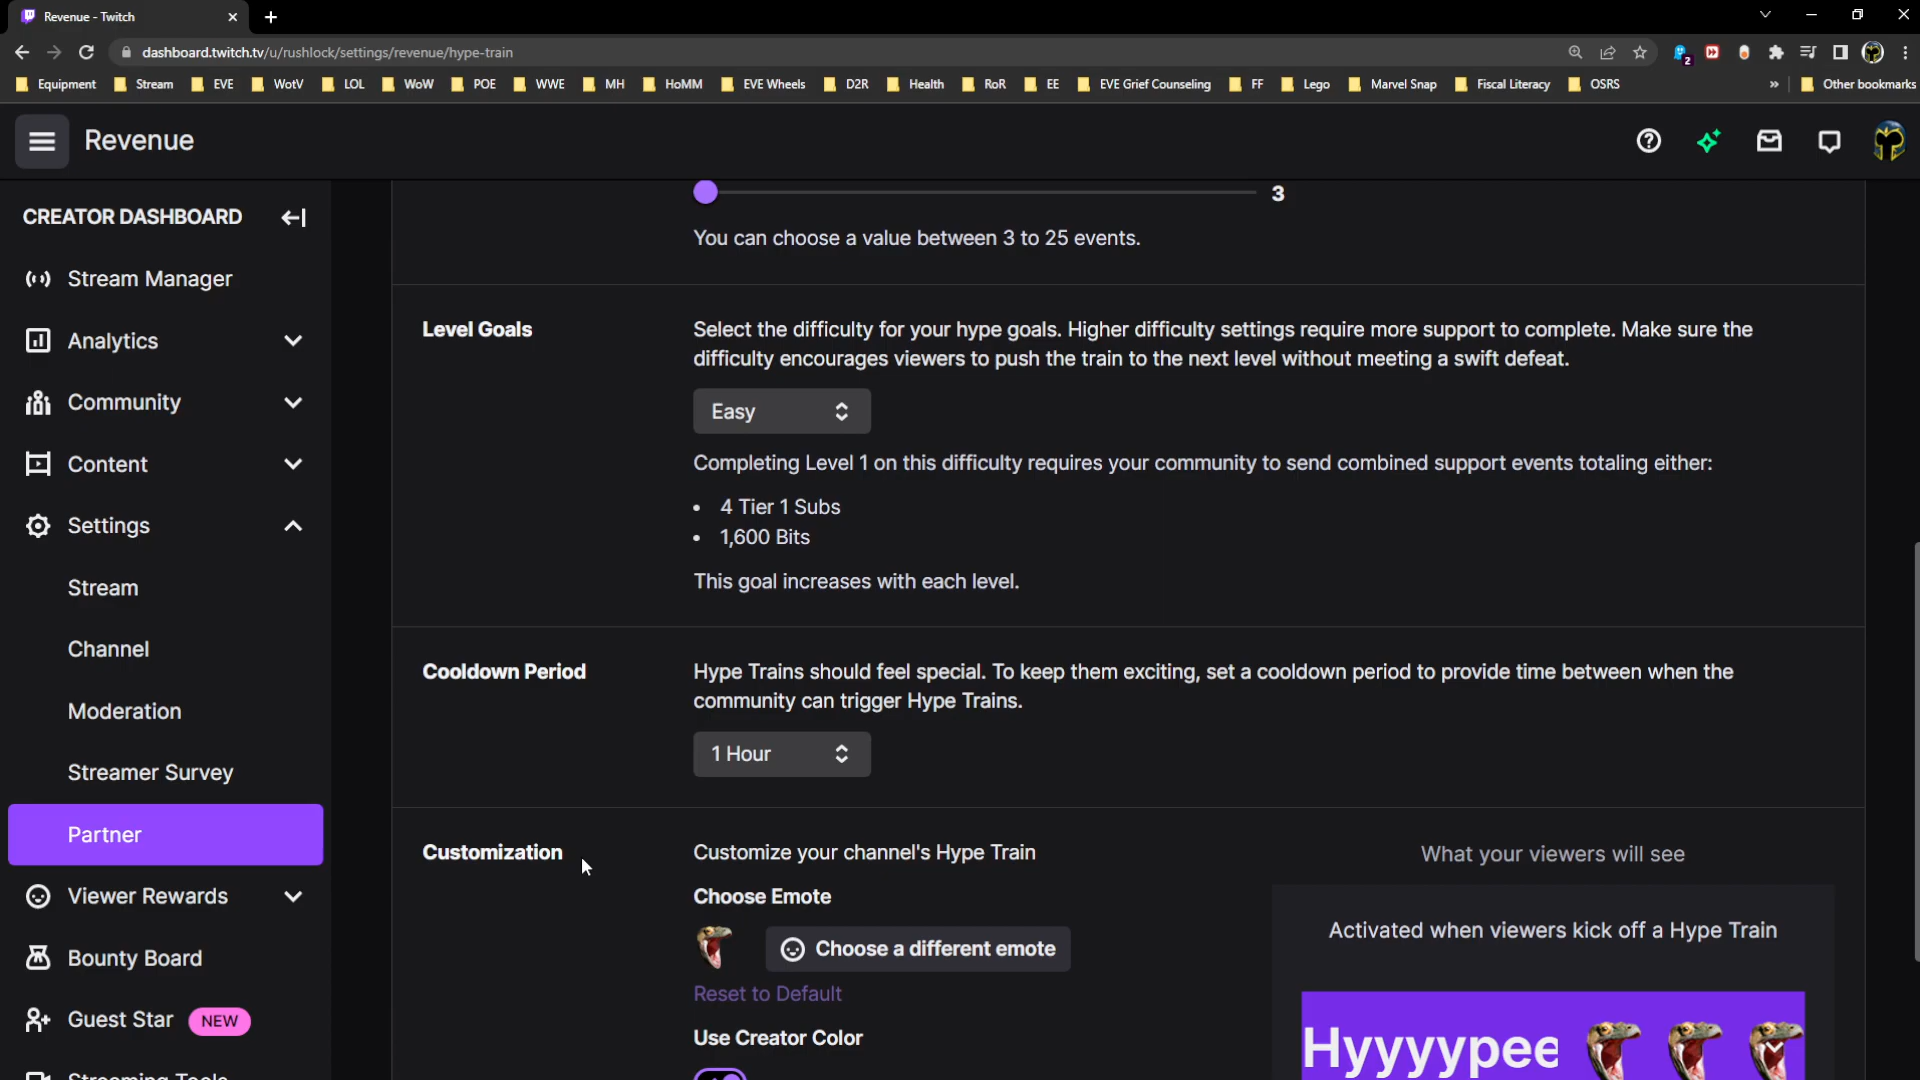 Revenue - Twitch
dashboard.twitch.tv/u/rushlock/settings/revenue/hype-train
2
Equipment Stream EVE WotV LOL WoW POE WWE MH HoMM EVE Wheels D2R Health RoR EE EVE Grief Counseling FF Lego Marvel Snap Fiscal Literacy OSRS » Other bookmarks
Revenue
CREATOR DASHBOARD
Stream Manager
Analytics
Community
Content
Settings
Stream
Channel
Moderation
Streamer Survey
Partner
Viewer Rewards
Bounty Board
Guest Star NEW
Streaming Tools
3
You can choose a value between 3 to 25 events.
Level Goals
Select the difficulty for your hype goals. Higher difficulty settings require more support to complete. Make sure the
difficulty encourages viewers to push the train to the next level without meeting a swift defeat.
Easy
Completing Level 1 on this difficulty requires your community to send combined support events totaling either:
• 4 Tier 1 Subs
• 1,600 Bits
This goal increases with each level.
Cooldown Period
Hype Trains should feel special. To keep them exciting, set a cooldown period to provide time between when the
community can trigger Hype Trains.
1 Hour
Customization
Customize your channel's Hype Train
Choose Emote
Choose a different emote
Reset to Default
Use Creator Color
What your viewers will see
Activated when viewers kick off a Hype Train
Hyyyypee